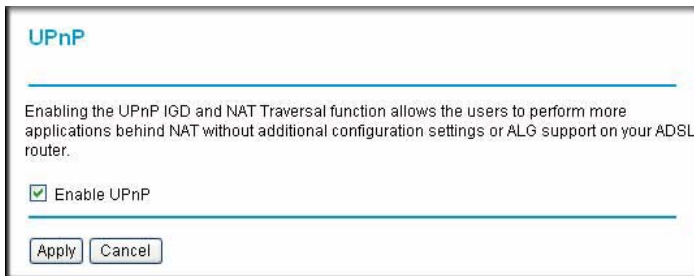 UPnP
Enabling the UPnP IGD and NAT Traversal function allows the users to perform more
applications behind NAT without additional configuration settings or ALG support on your ADSL
router.
Enable UPnP
Apply Cancel